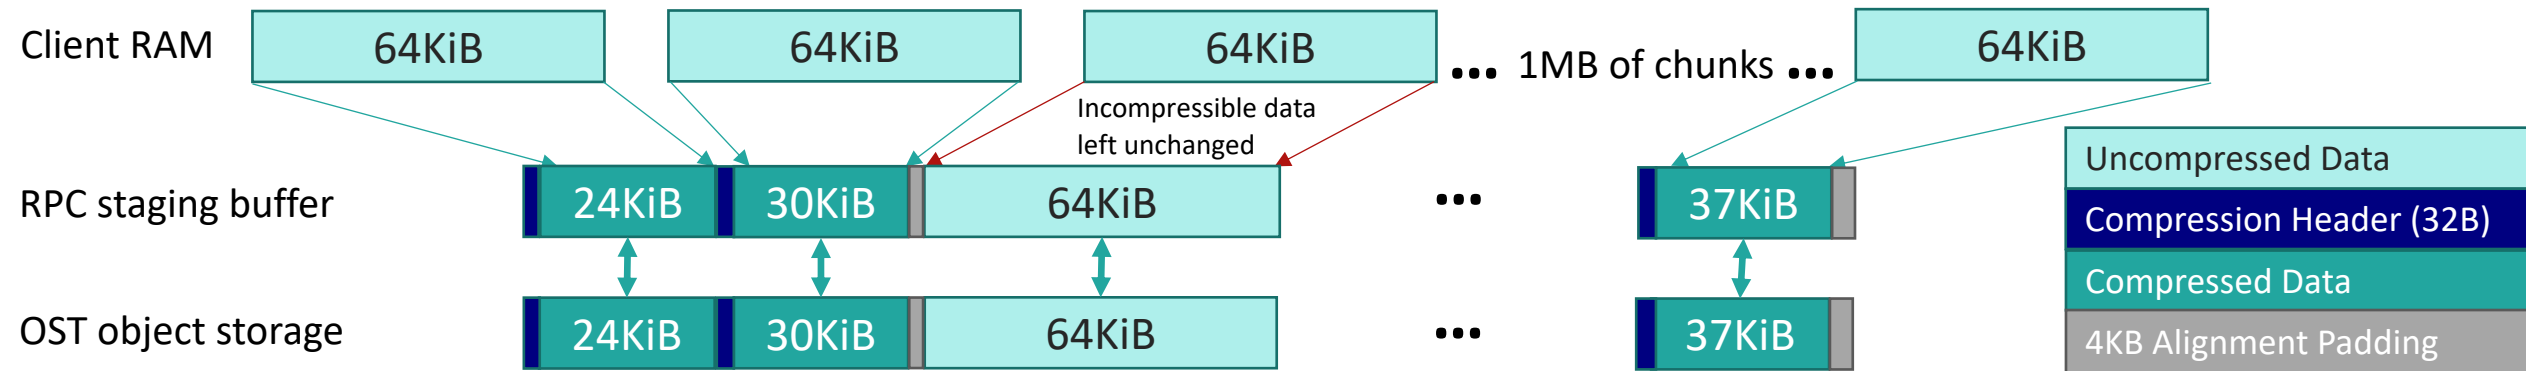 Client RAM
64KiB
64KiB
64KiB
... 1MB of chunks ...
64KiB
Incompressible data
left unchanged
RPC staging buffer
24KiB
30KiB
64KiB
...
37KiB
OST object storage
24KiB
30KiB
64KiB
...
37KiB
Uncompressed Data
Compression Header (32B)
Compressed Data
4KB Alignment Padding